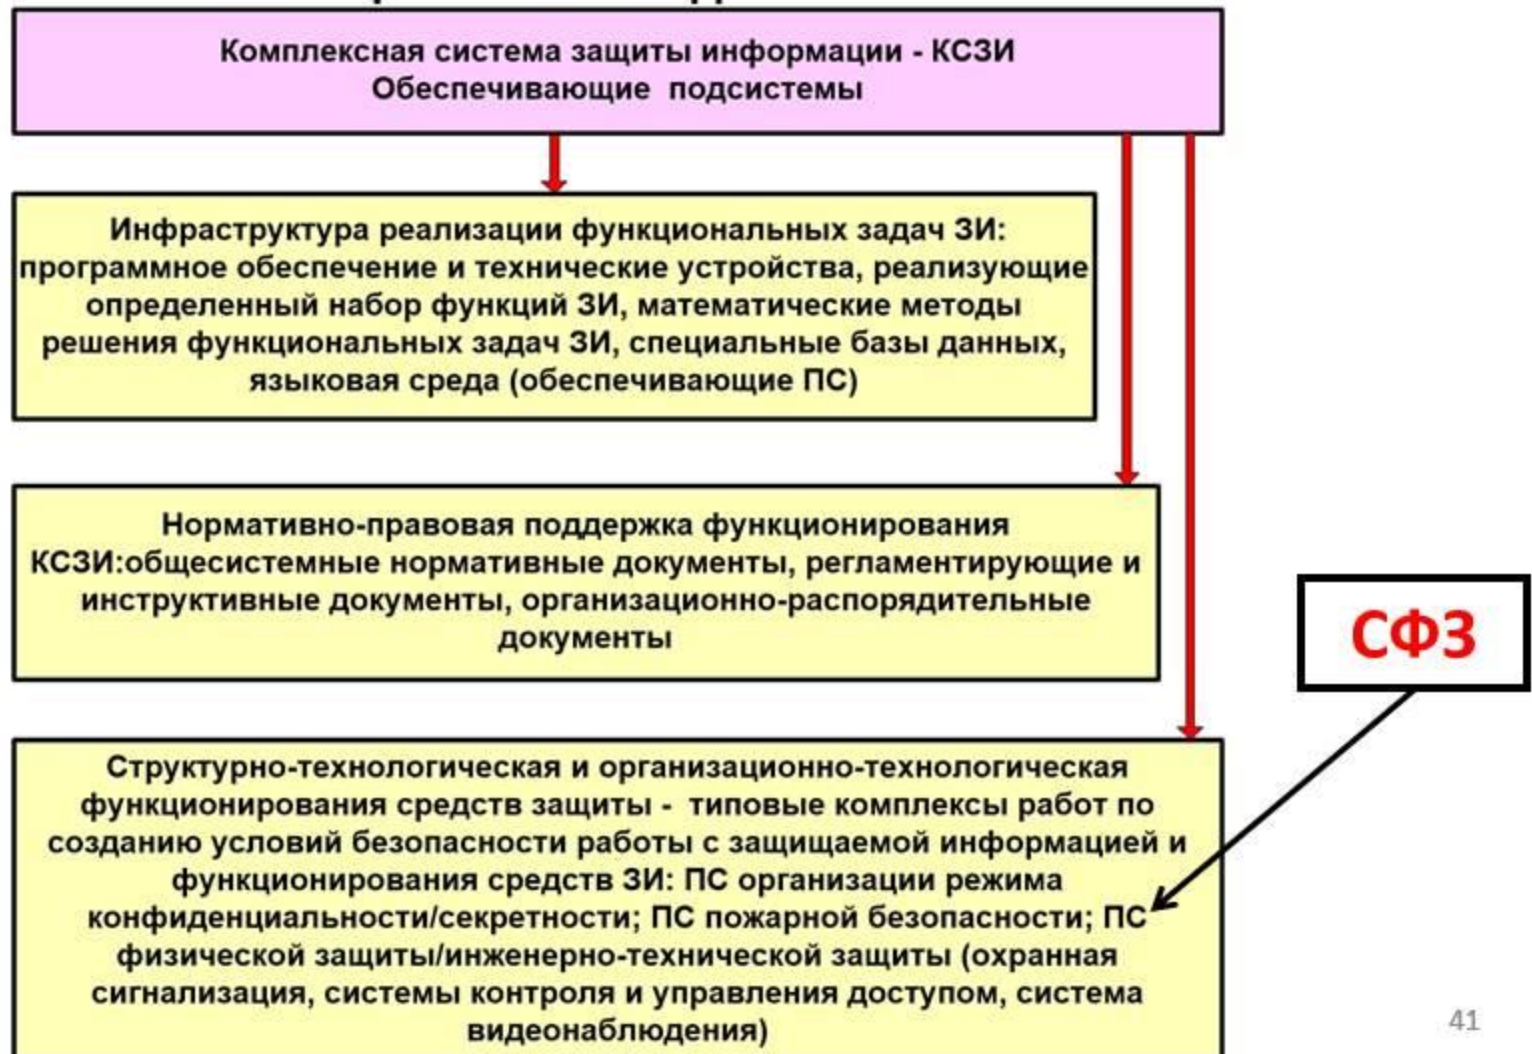 Комплексная система защиты информации - КСЗИ
Обеспечивающие подсистемы
Инфраструктура реализации функциональных задач ЗИ:
программное обеспечение и технические устройства, реализующие
определенный набор функций ЗИ, математические методы
решения функциональных задач ЗИ, специальные базы данных,
языковая среда (обеспечивающие ПС)
Нормативно-правовая поддержка функционирования
КСЗИ:общесистемные нормативные документы, регламентирующие и
инструктивные документы, организационно-распорядительные
документы
СФЗ
Структурно-технологическая и организационно-технологическая
функционирования средств защиты - типовые комплексы работ по
созданию условий безопасности работы с защищаемой информацией и
функционирования средств ЗИ: ПС организации режима
конфиденциальности/секретности; ПС пожарной безопасности; ПС
физической защиты/инженерно-технической защиты (охранная
сигнализация, системы контроля и управления доступом, система
видеонаблюдения)
41